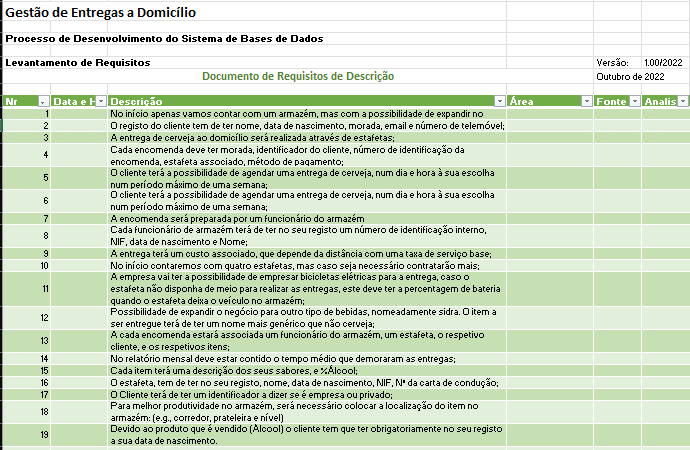 Gestão de Entregas a Domicílio
Processo de Desenvolvimento do Sistema de Bases de Dados
Levantamento de Requisitos
Versão: 1.00/2022
Documento de Requisitos de Descrição
Outubro de 2022
Nr Data e H Descrição Área Fonte Analis
1 No início apenas vamos contar com um armazém, mas com a possibilidade de expandir no
2 O registo do cliente tem de ter nome, data de nascimento, morada, email e número de telemóvel;
3 A entrega de cerveja ao domicílio será realizada através de estafetas;
4 Cada encomenda deve ter morada, identificador do cliente, número de identificação da
encomenda, estafeta associado, método de pagamento;
5 O cliente terá a possibilidade de agendar uma entrega de cerveja, num dia e hora à sua escolha
num período máximo de uma semana;
6 O cliente terá a possibilidade de agendar uma entrega de cerveja, num dia e hora à sua escolha
num período máximo de uma semana;
7 A encomenda será preparada por um funcionário do armazém
8 Cada funcionário de armazém terá de ter no seu registo um número de identificação interno,
NIF, data de nascimento e Nome;
9 A entrega terá um custo associado, que depende da distância com uma taxa de serviço base;
10 No início contaremos com quatro estafetas, mas caso seja necessário contratarão mais;
11 A empresa vai ter a possibilidade de empresar bicicletas elétricas para a entrega, caso o
estafeta não disponha de meio para realizar as entregas, este deve ter a percentagem de bateria
quando o estafeta deixa o veículo no armazém;
12 Possibilidade de expandir o negócio para outro tipo de bebidas, nomeadamente sidra. O item a
ser entregue terá de ter um nome mais genérico que não cerveja;
13 A cada encomenda estará associada um funcionário do armazém, um estafeta, o respetivo
cliente, e os respetivos itens;
14 No relatório mensal deve estar contido o tempo médio que demoraram as entregas;
15 Cada item terá uma descrição dos seus sabores, e %Álcool;
16 O estafeta, tem de ter no seu registo, nome, data de nascimento, NIF, Nº da carta de condução;
17 O Cliente terá de ter um identificador a dizer se é empresa ou privado;
18 Para melhor produtividade no armazém, será necessário colocar a localização do item no
armazém: (e.g., corredor, prateleira e nível)
19 Devido ao produto que é vendido (Álcool) o cliente tem que ter obrigatoriamente no seu registo
a sua data de nascimento.